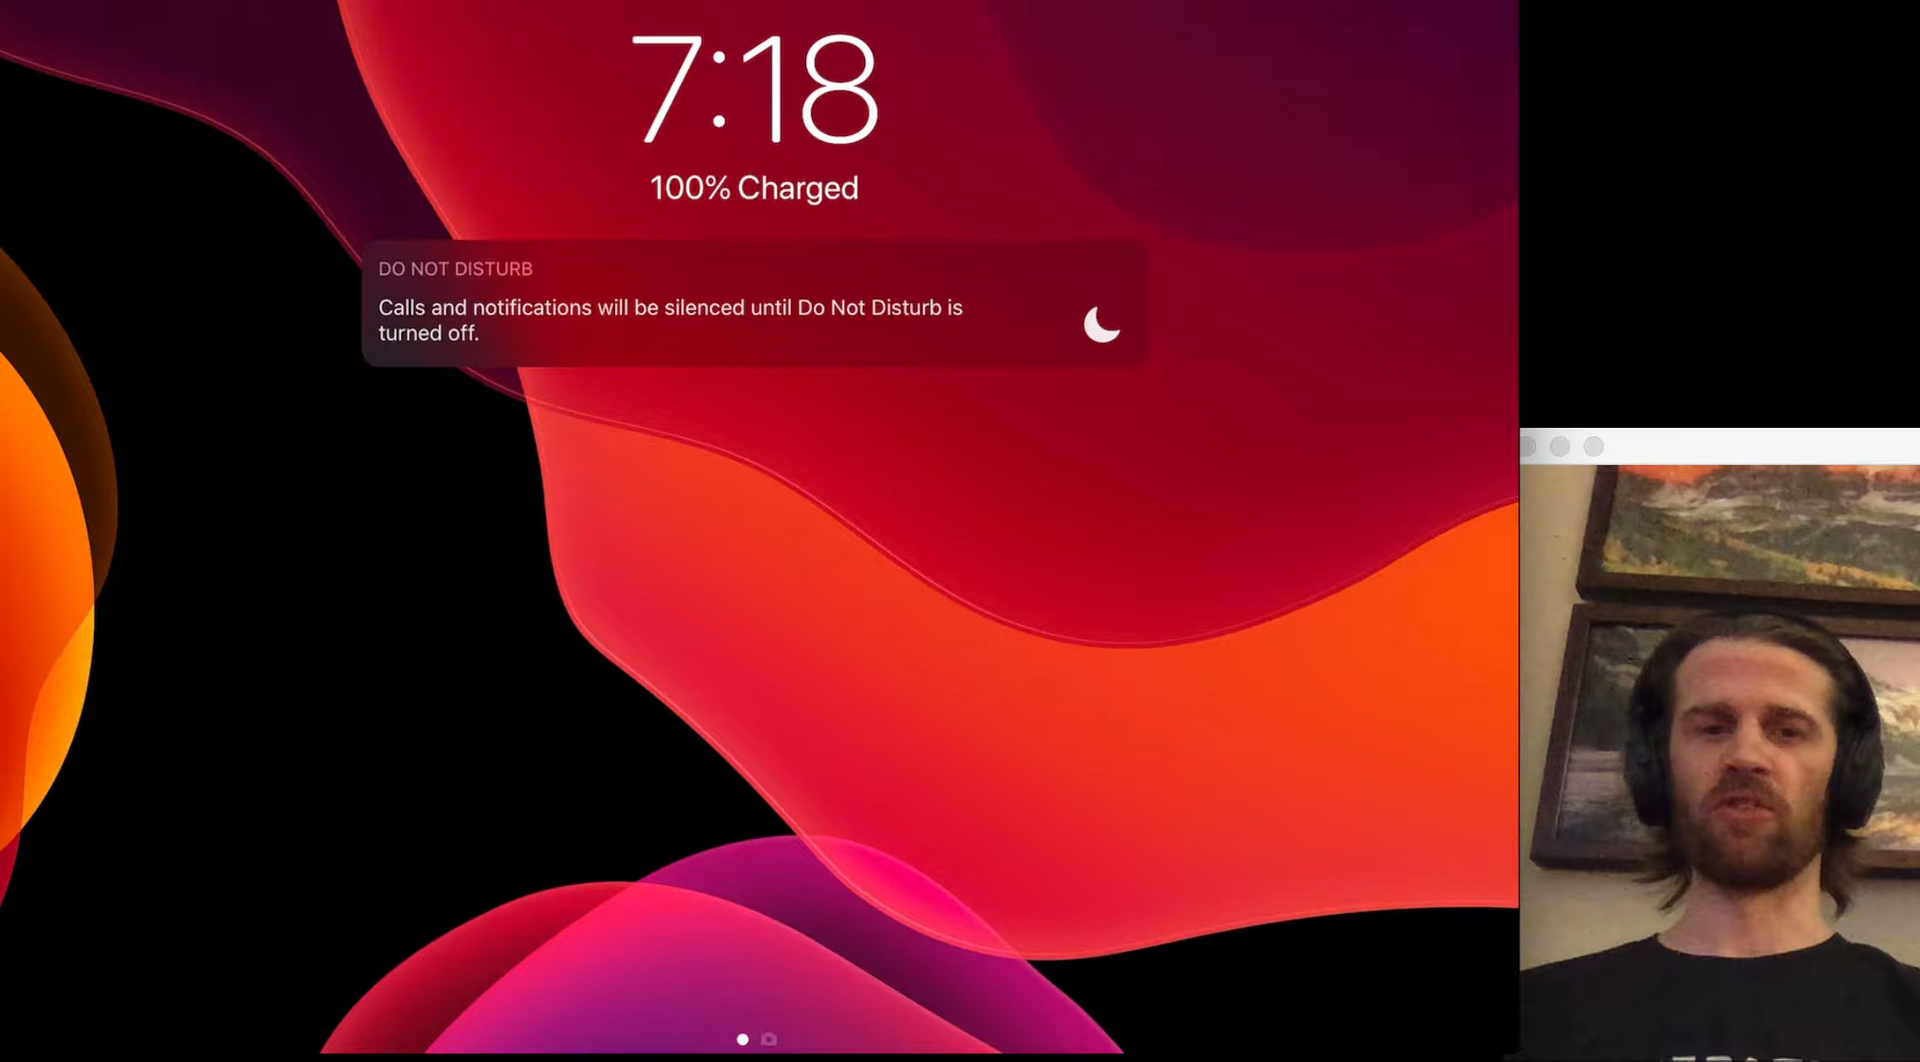 7:18
100% Charged
DO NOT DISTURB
Calls and notifications will be silenced until Do Not Disturb is
turned off.